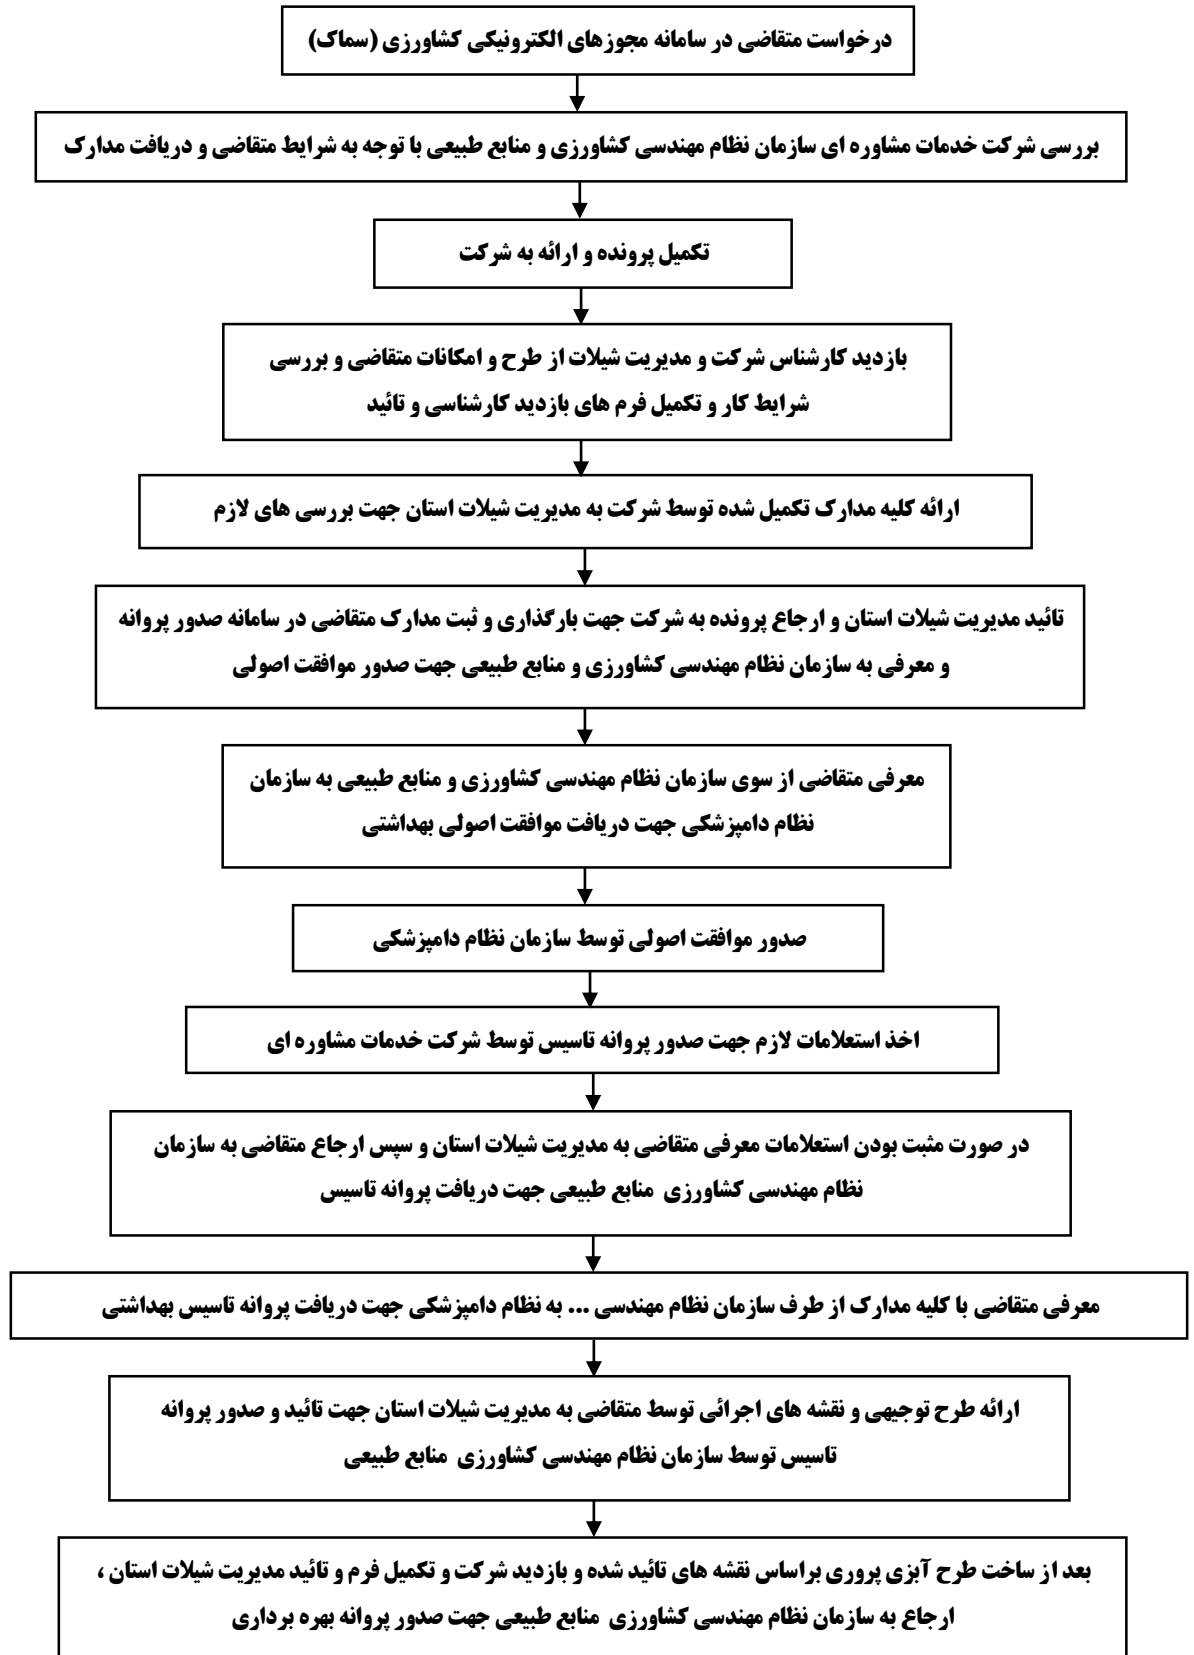 درخواست متقاضی در سامانه مجوزهای الکترونیکی کشاورزی (سماک)
بررسی شرکت خدمات مشاوره ای سازمان نظام مهندسی کشاورزی و منابع طبیعی با توجه به شرایط متقاضی و دریافت مدارک
تکمیل پرونده و ارائه به شرکت
بازدید کارشناس شرکت و مدیریت شیلات از طرح و امکانات متقاضی و بررسی
شرایط کار و تکمیل فرم های بازدید کارشناسی و تائید
ارائه کلیه مدارک تکمیل شده توسط شرکت به مدیریت شیلات استان جهت بررسی های لازم
تائید مدیریت شیلات استان و ارجاع پرونده به شرکت جهت بارگذاری و ثبت مدارک متقاضی در سامانه صدور پروانه
و معرفی به سازمان نظام مهندسی کشاورزی و منابع طبیعی جهت صدور موافقت اصولی
معرفی متقاضی از سوی سازمان نظام مهندسی کشاورزی و منابع طبیعی به سازمان
نظام دامپزشکی جهت دریافت موافقت اصولی بهداشتی
صدور موافقت اصولی توسط سازمان نظام دامپزشکی
اخذ استعلامات لازم جهت صدور پروانه تاسیس توسط شرکت خدمات مشاوره ای
در صورت مثبت بودن استعلامات معرفی متقاضی به مدیریت شیلات استان و سپس ارجاع متقاضی به سازمان
نظام مهندسی کشاورزی منابع طبیعی جهت دریافت پروانه تاسیس
معرفی متقاضی با کلیه مدارک از طرف سازمان نظام مهندسی ... به نظام دامپزشکی جهت دریافت پروانه تاسیس بهداشتی
ارائه طرح توجیهی و نقشه های اجرائی توسط متقاضی به مدیریت شیلات استان جهت تائید و صدور پروانه
تاسیس توسط سازمان نظام مهندسی کشاورزی منابع طبیعی
بعد از ساخت طرح آبزی پروری براساس نقشه های تائید شده و بازدید شرکت و تکمیل فرم و تائید مدیریت شیلات استان ،
ارجاع به سازمان نظام مهندسی کشاورزی منابع طبیعی جهت صدور پروانه بهره برداری